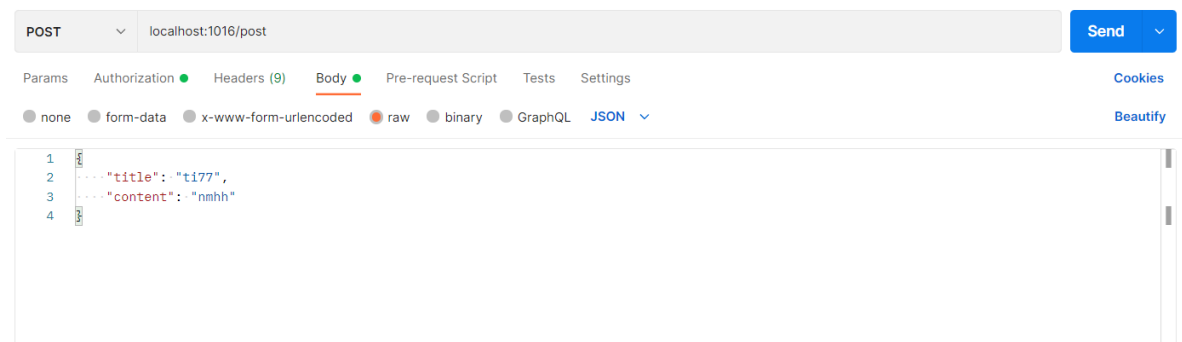 POST localhost:1016/post Send
Params Authorization Headers (9) Body Pre-request Script Tests Settings Cookies
none form-data x-www-form-urlencoded raw binary GraphQL JSON Beautify
1 {
2 "title": "ti77",
3 "content": "nmhh"
4 }